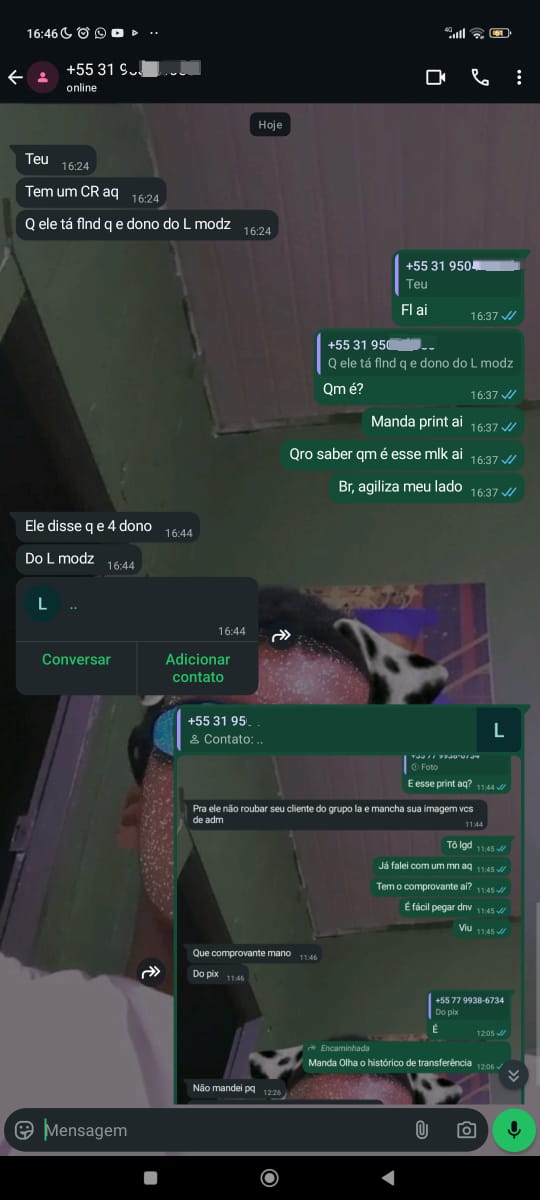 16:46
4G
+55 31 9
online
Hoje
Teu 16:24
Tem um CR aq 16:24
Q ele tá flnd q e dono do L modz 16:24
+55 31 950
Teu
Fl ai 16:37
+55 31 950
Q ele tá flnd q e dono do L modz
Qm é? 16:37
Manda print ai 16:37
Qro saber qm é esse mlk ai 16:37
Br, agiliza meu lado 16:37
Ele disse q e 4 dono 16:44
Do L modz 16:44
L ..
16:44
Conversar
Adicionar
contato
+55 31 95
L
Contato: ..
+55 77 9938-6734
Foto
E esse print aq? 11:44
Pra ele não roubar seu cliente do grupo la e mancha sua imagem vcs
de adm
11:44
Tô lgd 11:45
Já falei com um mn aq 11:45
Tem o comprovante ai? 11:45
É fácil pegar dnv 11:45
Viu 11:45
Que comprovante mano 11:46
Do pix 11:46
+55 77 9938-6734
Do pix
É 12:05
Encaminhada
Manda Olha o histórico de transferência 12:06
Não mandei pq 12:26
Mensagem